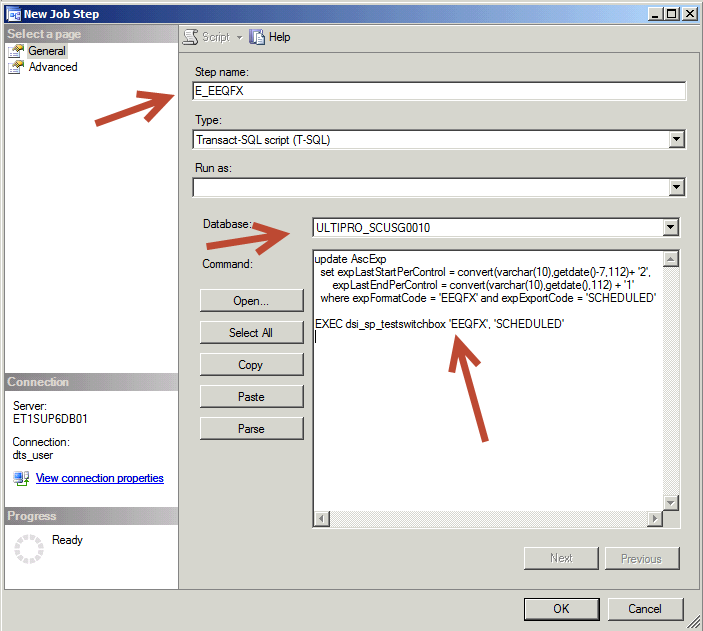 New Job Step
Select a page
General
Advanced
Script
Help
Step name:
E_EEQFX
Type:
Transact-SQL script (T-SQL)
Run as:
Database:
ULTIPRO_SCUSG0010
Command:
update AscExp
set expLastStartPerControl = convert(varchar(10),getdate()-7,112)+ '2',
expLastEndPerControl = convert(varchar(10),getdate(),112) + '1'
where expFormatCode = 'EEQFX' and expExportCode = 'SCHEDULED'
EXEC dsi_sp_testswitchbox 'EEQFX', 'SCHEDULED'
Open...
Select All
Copy
Paste
Parse
Connection
Server:
ET1SUP6DB01
Connection:
dts_user
View connection properties
Progress
Ready
Next
Previous
OK
Cancel